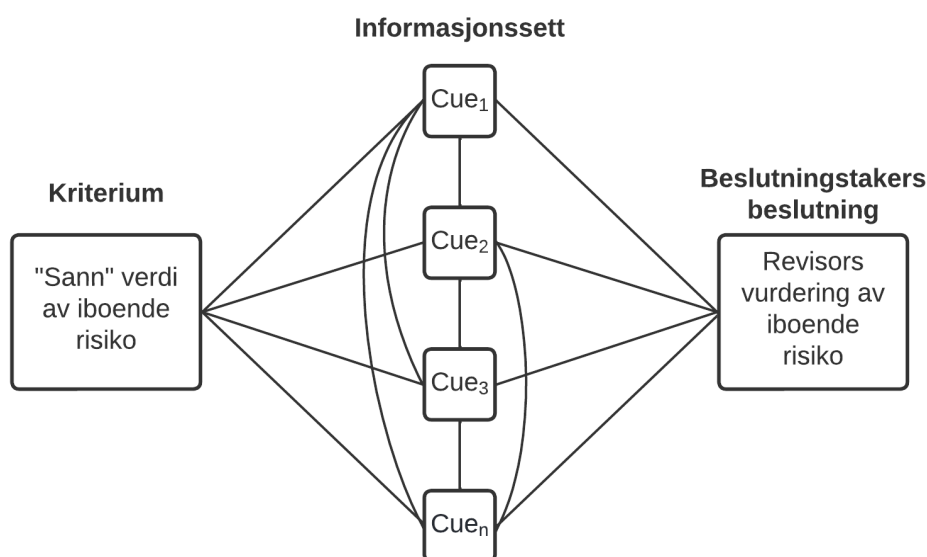 Informasjonssett
Cue₁
Kriterium
Beslutningstakers
beslutning
"Sann" verdi
av iboende
risiko
Cue₂
Revisors
vurdering av
iboende
risiko
Cue₃
Cueₙ